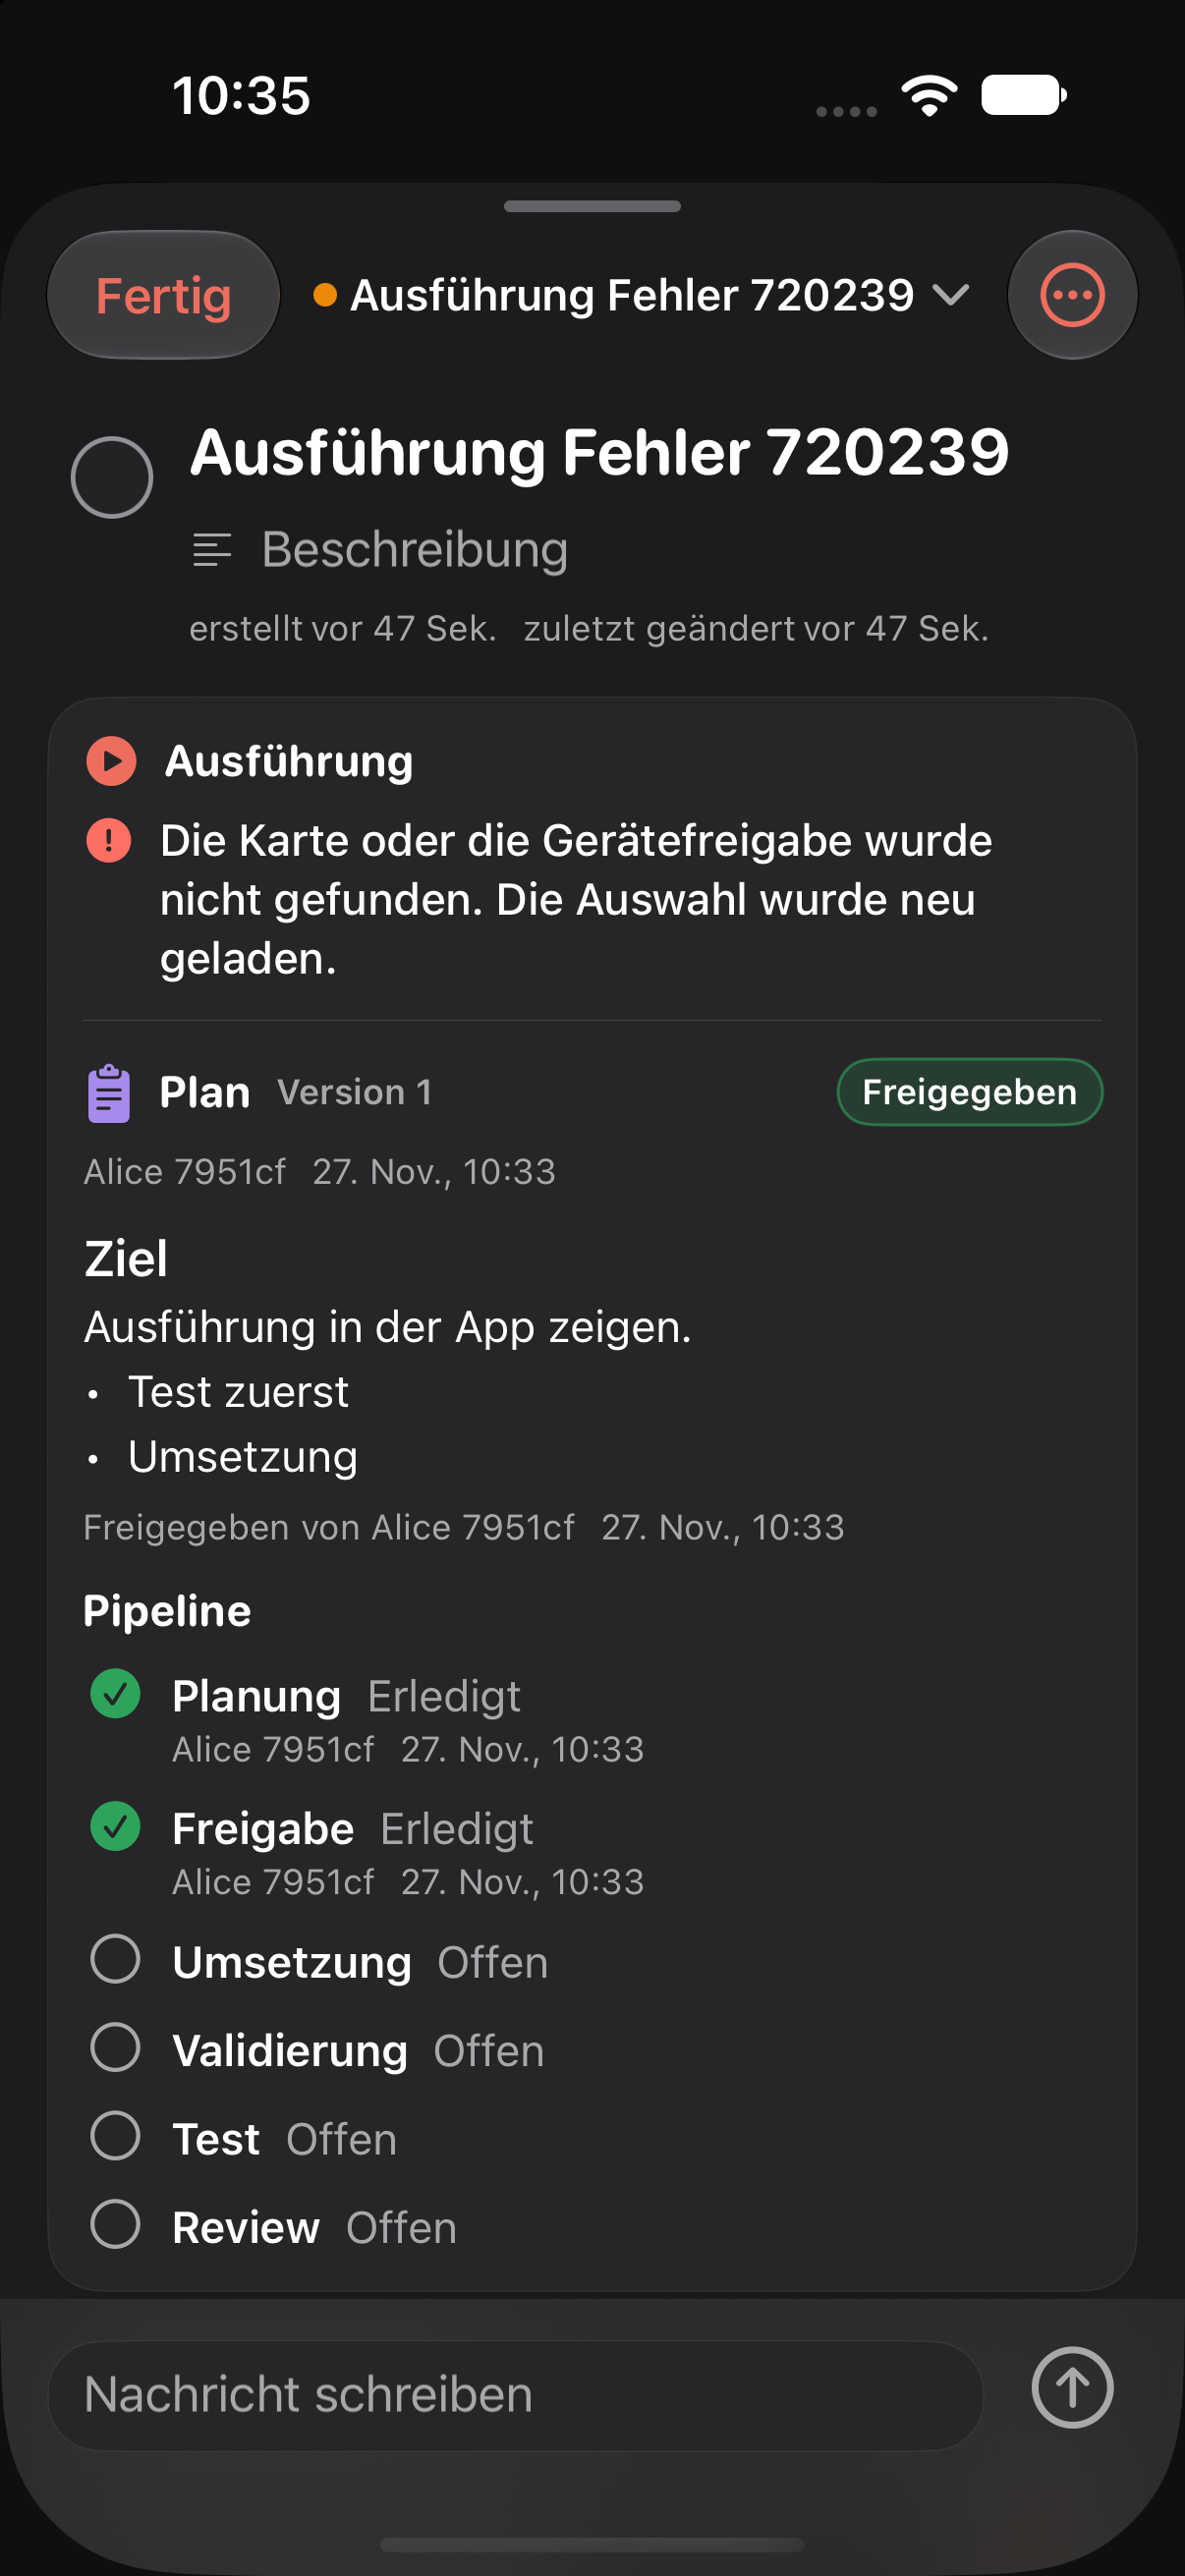 10:35
Fertig
Ausführung Fehler 720239
Ausführung Fehler 720239
Beschreibung
erstellt vor 47 Sek. zuletzt geändert vor 47 Sek.
Ausführung
Die Karte oder die Gerätefreigabe wurde
nicht gefunden. Die Auswahl wurde neu
geladen.
Plan Version 1 Freigegeben
Alice 7951cf 27. Nov., 10:33
Ziel
Ausführung in der App zeigen.
• Test zuerst
• Umsetzung
Freigegeben von Alice 7951cf 27. Nov., 10:33
Pipeline
Planung Erledigt
Alice 7951cf 27. Nov., 10:33
Freigabe Erledigt
Alice 7951cf 27. Nov., 10:33
Umsetzung Offen
Validierung Offen
Test Offen
Review Offen
Nachricht schreiben